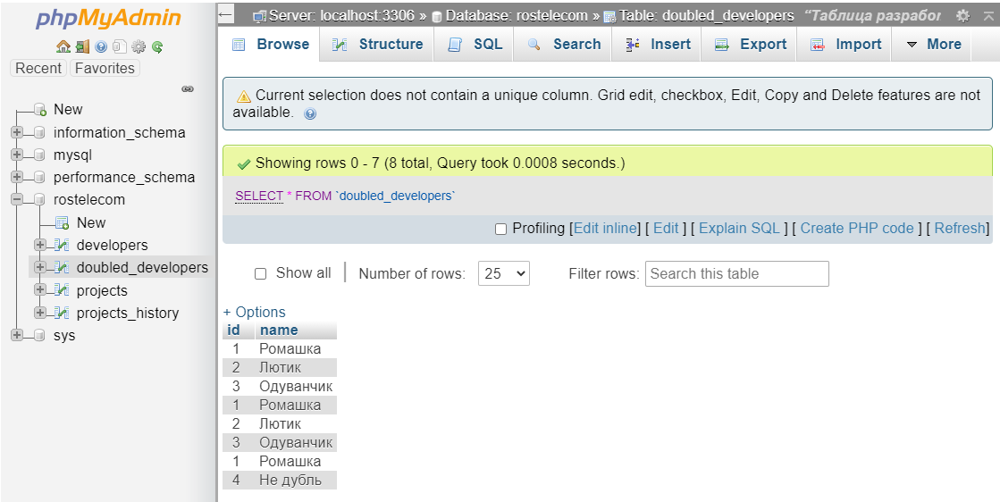 phpMyAdmin
Recent Favorites
New
information_schema
mysql
performance_schema
rostelecom
New
developers
doubled_developers
projects
projects_history
sys
Server: localhost:3306 » Database: rostelecom » Table: doubled_developers "Таблица разрабо
Browse Structure SQL Search Insert Export Import More
Current selection does not contain a unique column. Grid edit, checkbox, Edit, Copy and Delete features are not
available.
Showing rows 0 - 7 (8 total, Query took 0.0008 seconds.)
SELECT * FROM `doubled_developers`
Profiling [Edit inline] [ Edit ] [ Explain SQL ] [ Create PHP code ] [ Refresh]
Show all | Number of rows: 25 Filter rows: Search this table
+ Options
id name
1 Ромашка
2 Лютик
3 Одуванчик
1 Ромашка
2 Лютик
3 Одуванчик
1 Ромашка
4 Не дубль